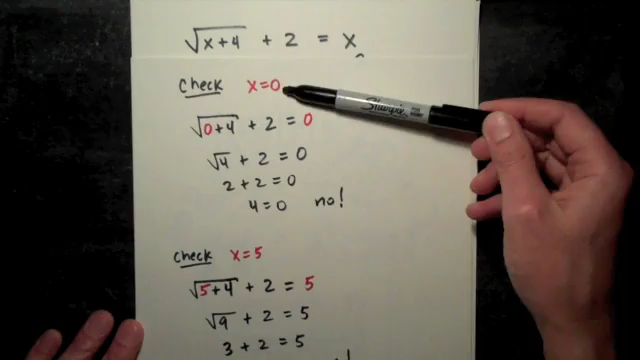 √x+4 + 2 = x
Check x=0
√0+4 + 2 = 0
√4 + 2 = 0
2 + 2 = 0
4 = 0 no!
Sharpie
Check x=5
√5+4 + 2 = 5
√9 + 2 = 5
3 + 2 = 5